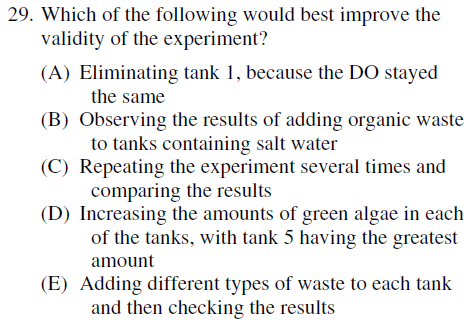 29. Which of the following would best improve the
validity of the experiment?
(A) Eliminating tank 1, because the DO stayed
the same
(B) Observing the results of adding organic waste
to tanks containing salt water
(C) Repeating the experiment several times and
comparing the results
(D) Increasing the amounts of green algae in each
of the tanks, with tank 5 having the greatest
amount
(E) Adding different types of waste to each tank
and then checking the results